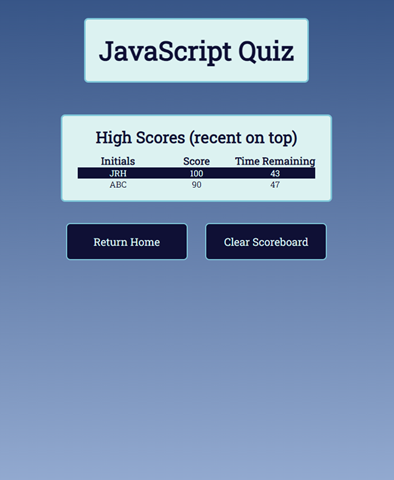 JavaScript Quiz
High Scores (recent on top)
Initials Score Time Remaining
JRH 100 43
ABC 90 47
Return Home Clear Scoreboard